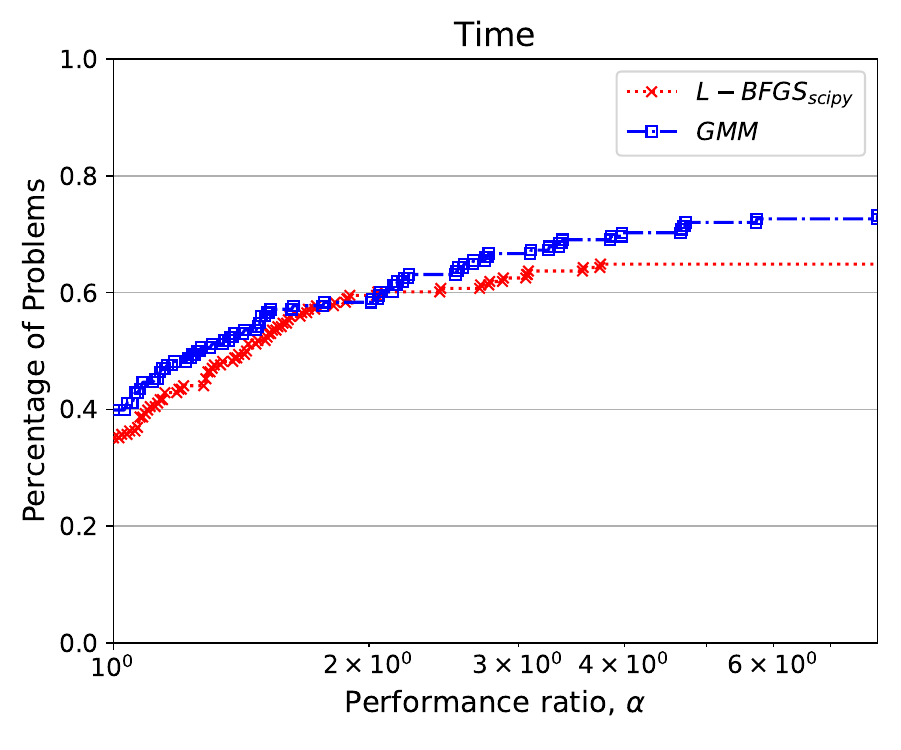 Time
1.0
0.8
0.6
0.4
0.2
0.0
Percentage of Problems
L − BFGS_scipy
GMM
10⁰
2 × 10⁰
3 × 10⁰
4 × 10⁰
6 × 10⁰
Performance ratio, α